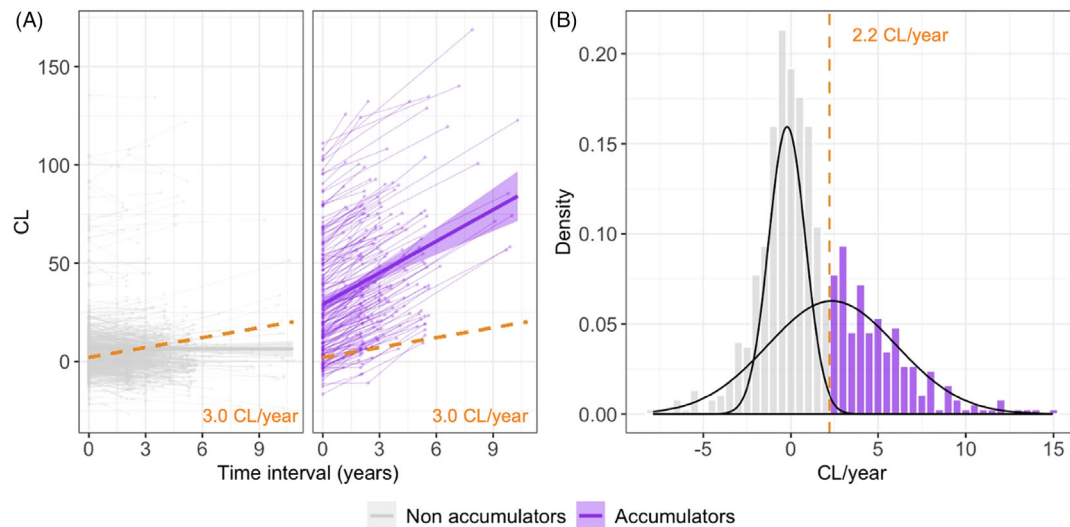 (A)
(B)
CL
150
100
50
0
3.0 CL/year
3.0 CL/year
0 3 6 9 0 3 6 9
Time interval (years)
2.2 CL/year
Density
0.20
0.15
0.10
0.05
0.00
-5 0 5 10 15
CL/year
Non accumulators Accumulators